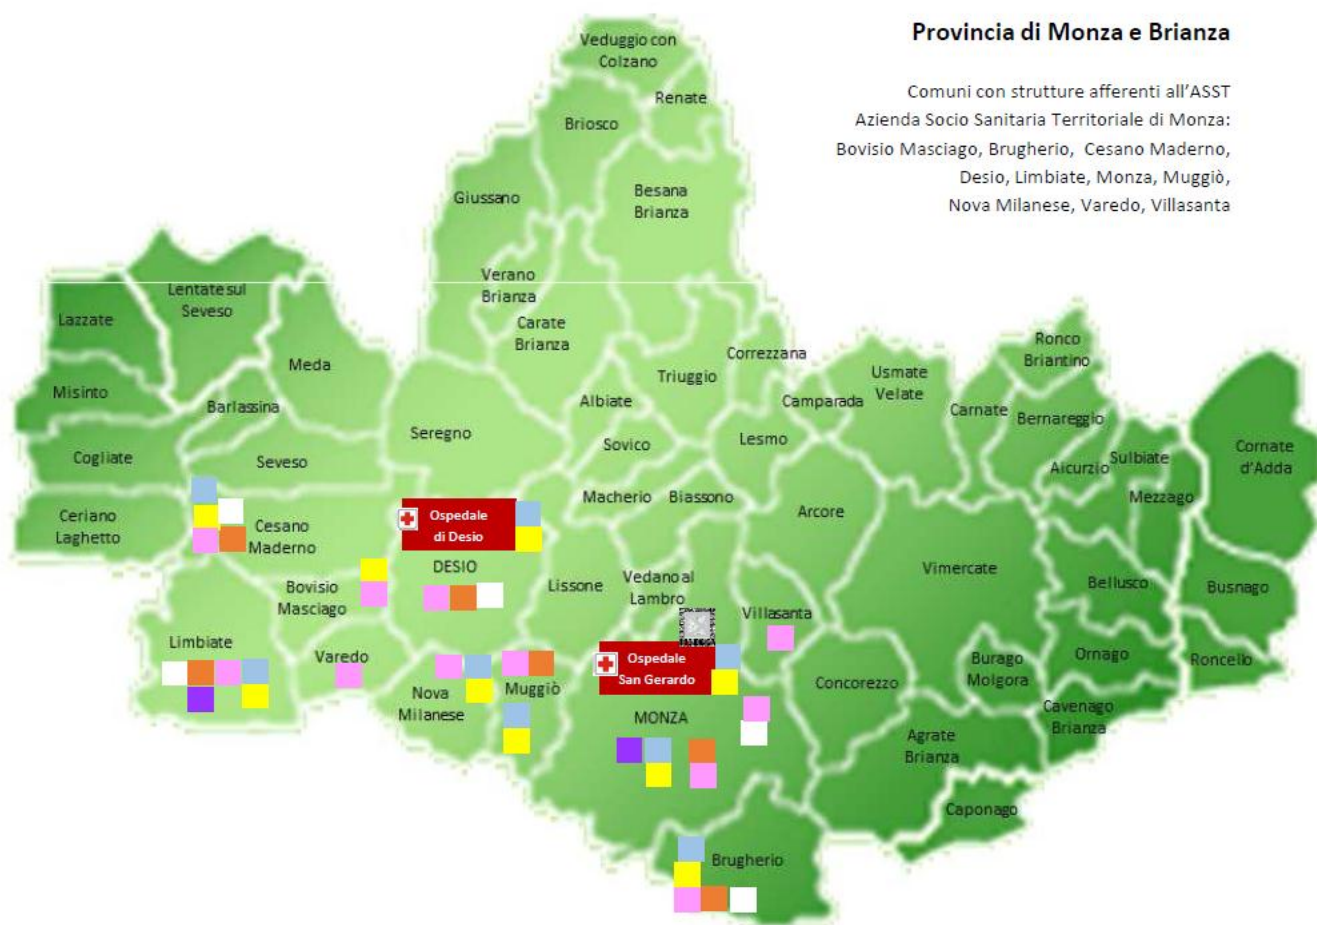 Provincia di Monza e Brianza
Comuni con strutture afferenti all'ASST
Azienda Socio Sanitaria Territoriale di Monza:
Bovisio Masciago, Brugherio, Cesano Maderno,
Desio, Limbiate, Monza, Muggiò,
Nova Milanese, Varedo, Villasanta
Veduggio con
Colzano
Renate
Briosco
Giussano
Besana
Brianza
Verano
Brianza
Carate
Brianza
Lentate sul
Seveso
Lazzate
Meda
Misinto
Barlassina
Cogliate
Seveso
Seregno
Albiate
Triuggio
Correzzana
Sovico
Lesmo
Camparada
Usmate
Velate
Carnate
Ronco
Briantino
Bernareggio
Aicurzio
Sulbiate
Mezzago
Cornate
d'Adda
Ceriano
Laghetto
Cesano
Maderno
Ospedale
di Desio
DESIO
Macherio
Biassono
Arcore
Vimercate
Bellusco
Busnago
Bovisio
Masciago
Lissone
Vedano al
Lambro
Villasanta
Limbiate
Varedo
Nova
Milanese
Muggiò
Ospedale
San Gerardo
MONZA
Concorezzo
Burago
Molgora
Ornago
Roncello
Cavenago
Brianza
Agrate
Brianza
Caponago
Brugherio